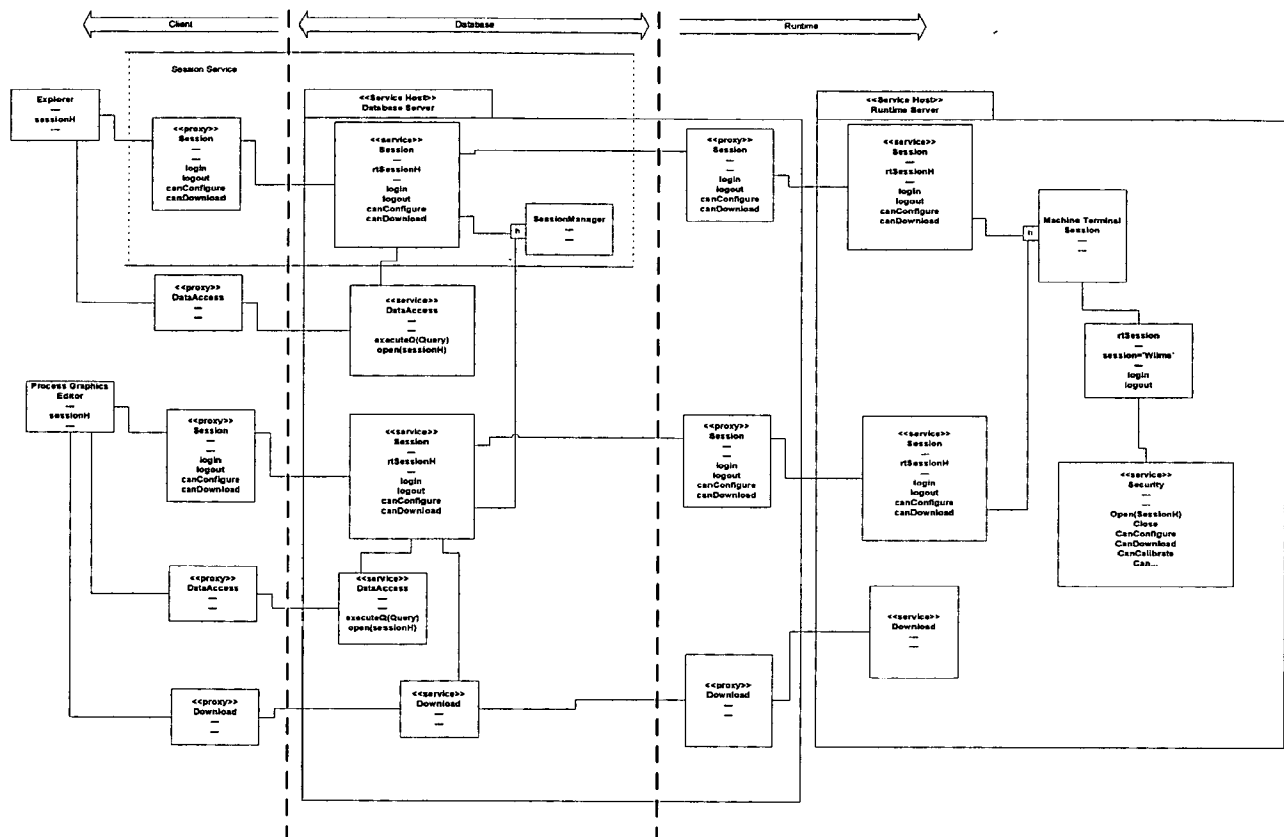 Client
Database
Runtime
Session Service
Explorer
sessionH
<<proxy>>
Session
login
logout
canConfigure
canDownload
<<Service Host>>
Database Server
<<service>>
Session
rtSessionH
login
logout
canConfigure
canDownload
SessionManager
h
<<proxy>>
Session
login
logout
canConfigure
canDownload
<<Service Host>>
Runtime Server
<<service>>
Session
rtSessionH
login
logout
canConfigure
canDownload
h
Machine Terminal
Session
<<proxy>>
DataAccess
<<service>>
DataAccess
executeQ(Query)
open(sessionH)
rtSession
session="Wilma"
login
logout
Process Graphics
Editor
sessionH
<<proxy>>
Session
login
logout
canConfigure
canDownload
<<service>>
Session
rtSessionH
login
logout
canConfigure
canDownload
<<proxy>>
Session
login
logout
canConfigure
canDownload
<<service>>
Session
rtSessionH
login
logout
canConfigure
canDownload
<<service>>
Security
Open(SessionH)
Close
CanConfigure
CanDownload
CanCalibrate
Can...
<<proxy>>
DataAccess
<<service>>
DataAccess
executeQ(Query)
open(sessionH)
<<service>>
Download
<<proxy>>
Download
<<service>>
Download
<<proxy>>
Download